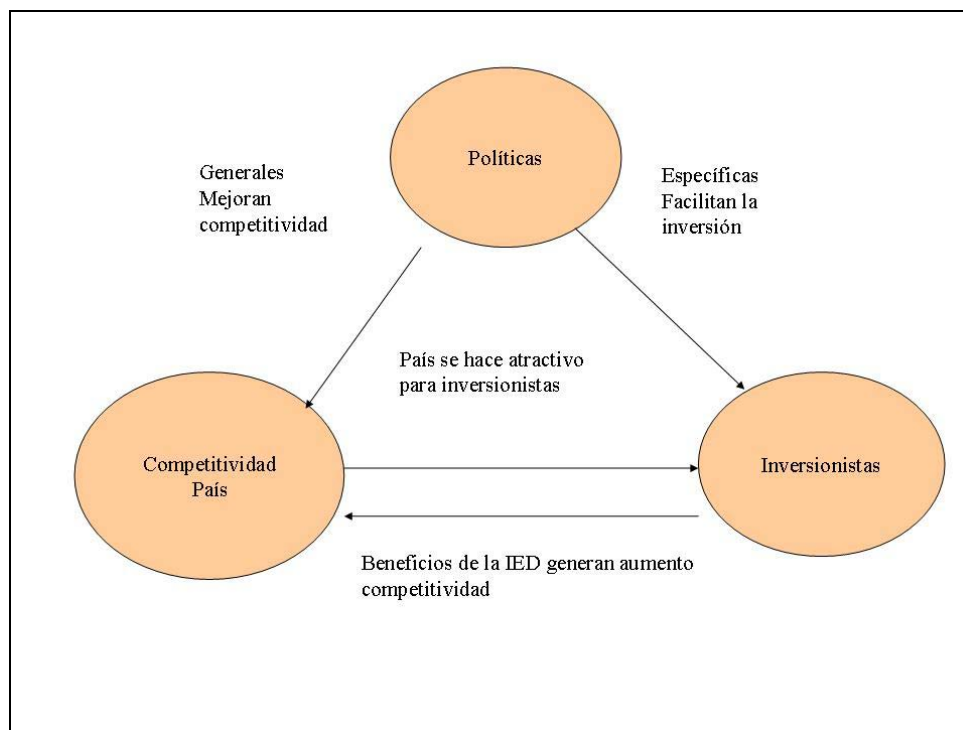 Políticas
Generales
Mejoran
competitividad
Específicas
Facilitan la
inversión
País se hace atractivo
para inversionistas
Competitividad
País
Inversionistas
Beneficios de la IED generan aumento
competitividad